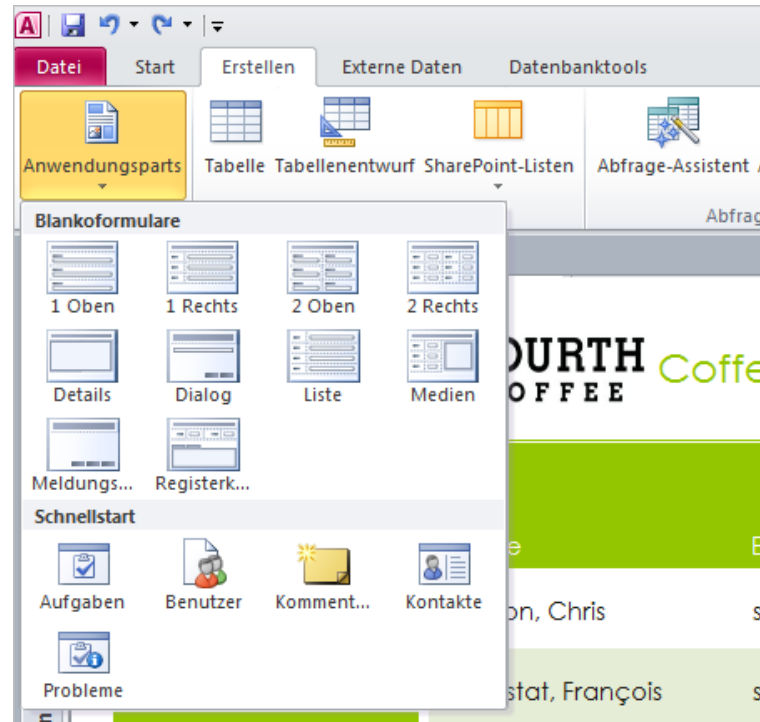 A
Datei Start Erstellen Externe Daten Datenbanktools
Anwendungsparts Tabelle Tabellenentwurf SharePoint-Listen Abfrage-Assistent
Blankoformulare
1 Oben 1 Rechts 2 Oben 2 Rechts
Details Dialog Liste Medien
Meldungs... Registerk...
Schnellstart
Aufgaben Benutzer Komment... Kontakte
Probleme
Abfrag
OURTH Coffe
OFFEE
e E
on, Chris s
stat, François s